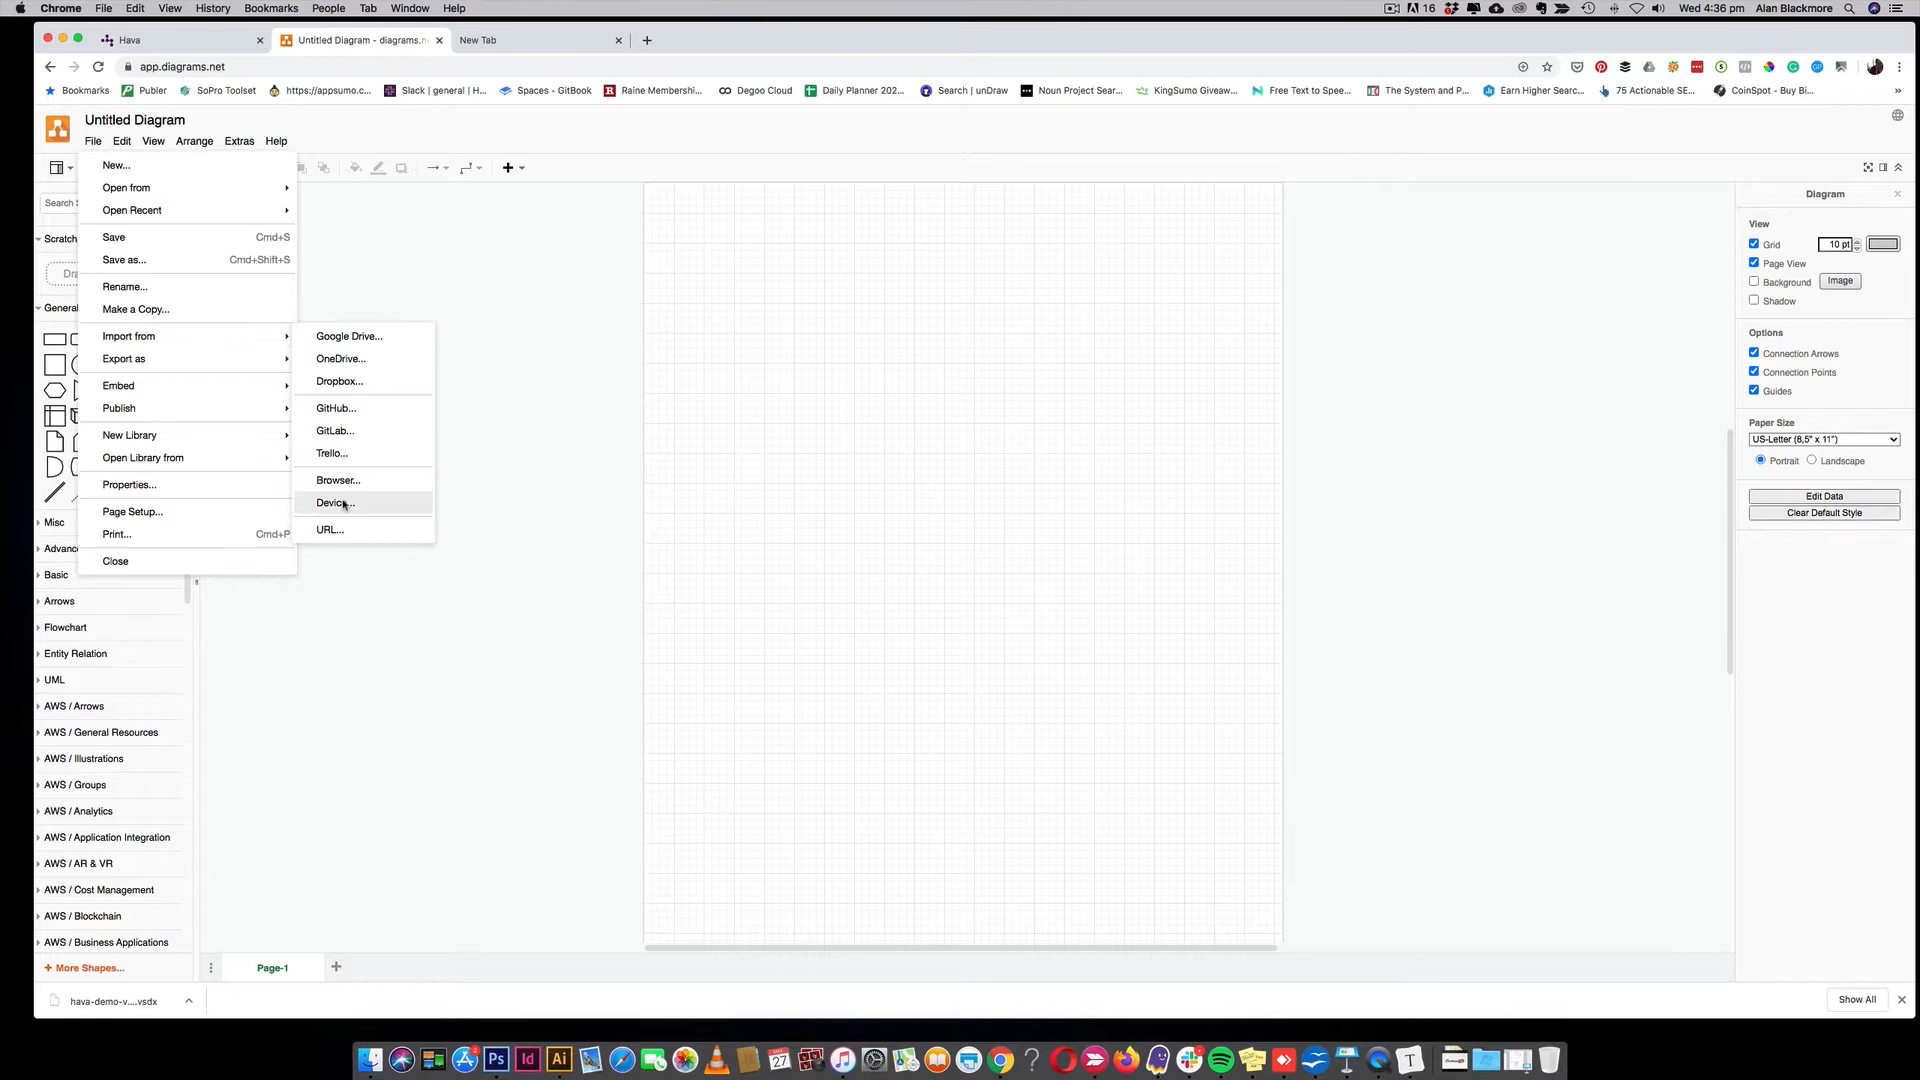 Chrome File Edit View History Bookmarks People Tab Window Help
16 Wed 4:36 pm Alan Blackmore
Hava
Untitled Diagram - diagrams.n
New Tab
app.diagrams.net
Bookmarks Publer SoPro Toolset https://appsumo.c... Slack | general | H... Spaces - GitBook Raine Membershi... Degoo Cloud Daily Planner 202... Search | unDraw Noun Project Sear... KingSumo Giveaw... Free Text to Spee... The System and P... Earn Higher Searc... 75 Actionable SE... CoinSpot - Buy Bi...
Untitled Diagram
File Edit View Arrange Extras Help
New...
Open from
Open Recent
Save Cmd+S
Save as... Cmd+Shift+S
Rename...
Make a Copy...
Import from
Export as
Embed
Publish
New Library
Open Library from
Properties...
Page Setup...
Print... Cmd+P
Close
Google Drive...
OneDrive...
Dropbox...
GitHub...
GitLab...
Trello...
Browser...
Devic...
URL...
Search S
Scratch
Dra
General
Misc
Advanc
Basic
Arrows
Flowchart
Entity Relation
UML
AWS / Arrows
AWS / General Resources
AWS / Illustrations
AWS / Groups
AWS / Analytics
AWS / Application Integration
AWS / AR & VR
AWS / Cost Management
AWS / Blockchain
AWS / Business Applications
+ More Shapes...
Page-1
Diagram
View
Grid 10 pt
Page View
Background Image
Shadow
Options
Connection Arrows
Connection Points
Guides
Paper Size
US-Letter (8,5" x 11")
Portrait Landscape
Edit Data
Clear Default Style
hava-demo-v....vsdx
Show All
Ps Id Ai
27
T